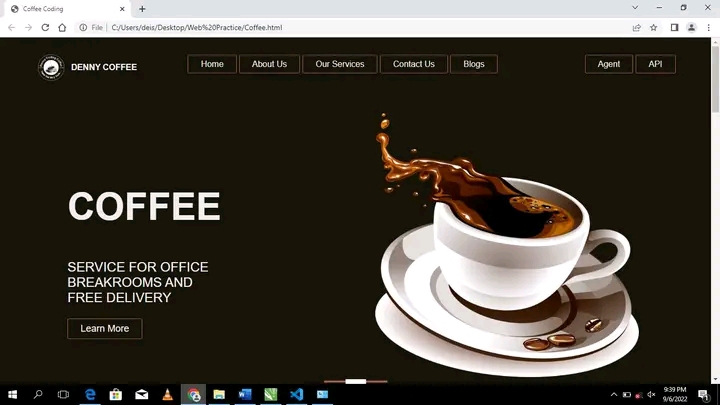 Coffee Coding
File
C:/Users/deis/Desktop/Web%20Practice/Coffee.html
DENNY COFFEE
Home
About Us
Our Services
Contact Us
Blogs
Agent
API
COFFEE
SERVICE FOR OFFICE
BREAKROOMS AND
FREE DELIVERY
Learn More
9:39 PM
9/6/2022